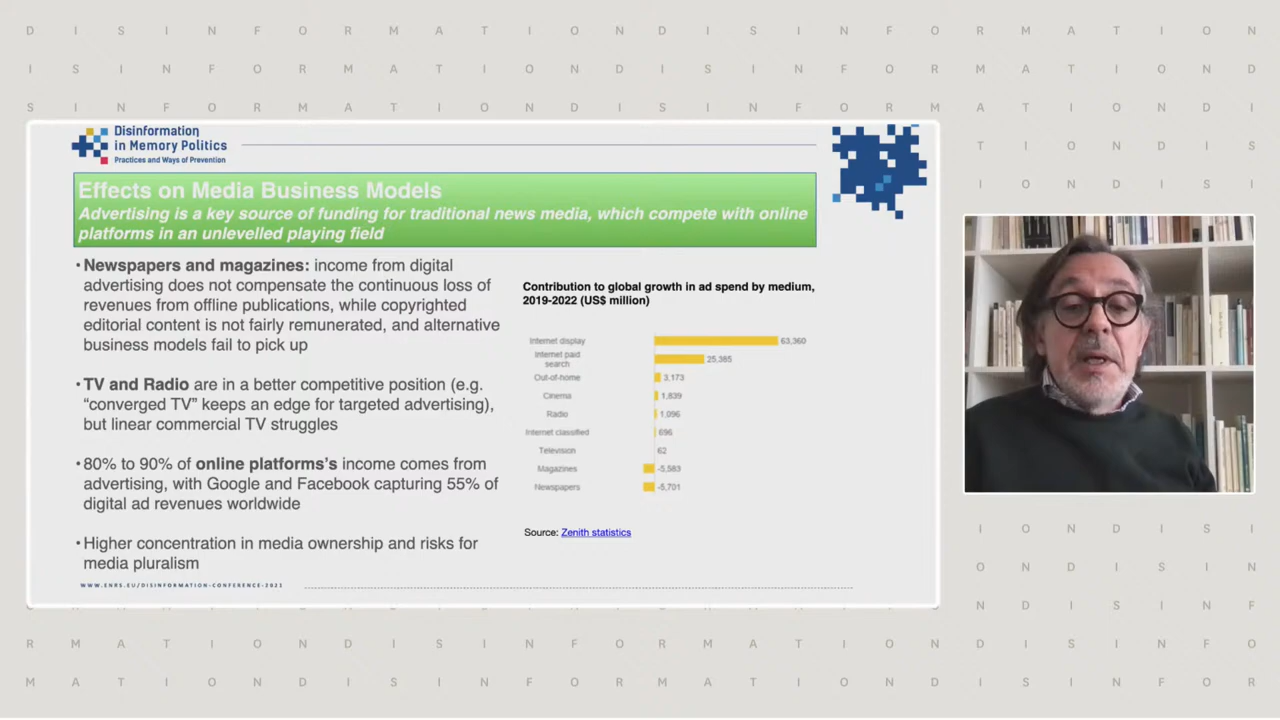 D I S I N F O R M A T I O N D I S I N F O R M A T I O N
I S I N F O R M A T I O N D I S I N F O R M A T I O N D
S I N F O R M A T I O N D I S I N F O R M A T I O N D I
T I O N D I S
I O N D I S I
Disinformation
in Memory Politics
Practices and Ways of Prevention
Effects on Media Business Models
Advertising is a key source of funding for traditional news media, which compete with online
platforms in an unlevelled playing field
• Newspapers and magazines: income from digital
advertising does not compensate the continuous loss of
revenues from offline publications, while copyrighted
editorial content is not fairly remunerated, and alternative
business models fail to pick up
• TV and Radio are in a better competitive position (e.g.
“converged TV” keeps an edge for targeted advertising),
but linear commercial TV struggles
• 80% to 90% of online platforms’s income comes from
advertising, with Google and Facebook capturing 55% of
digital ad revenues worldwide
• Higher concentration in media ownership and risks for
media pluralism
Contribution to global growth in ad spend by medium,
2019-2022 (US$ million)
Internet display 63,360
Internet paid
search 25,385
Out-of-home 3,173
Cinema 1,839
Radio 1,096
Internet classified 696
Television 62
Magazines -5,583
Newspapers -5,701
Source: Zenith statistics
WWW.ENRS.EU/DISINFORMATION-CONFERENCE-2021
I O N D I S I
O N D I S I N
N D I S I N F
R M A T I O N D I S I N F O R M A T I O N D I S I N F O
M A T I O N D I S I N F O R M A T I O N D I S I N F O R